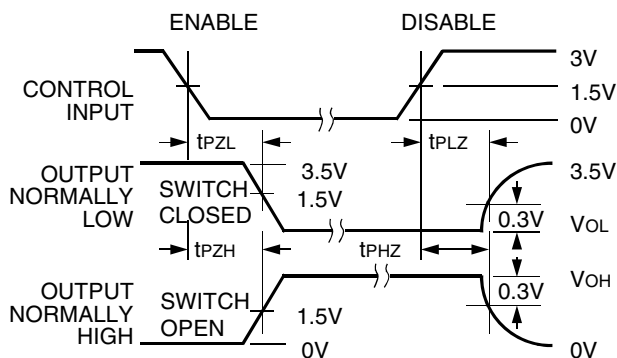 ENABLE DISABLE
3V
CONTROL
INPUT
1.5V
0V
tPZL tPLZ
OUTPUT
NORMALLY
LOW
SWITCH
CLOSED
3.5V
1.5V
3.5V
0.3V
VOL
tPZH tPHZ
OUTPUT
NORMALLY
HIGH
SWITCH
OPEN
VOH
0.3V
1.5V
0V
0V